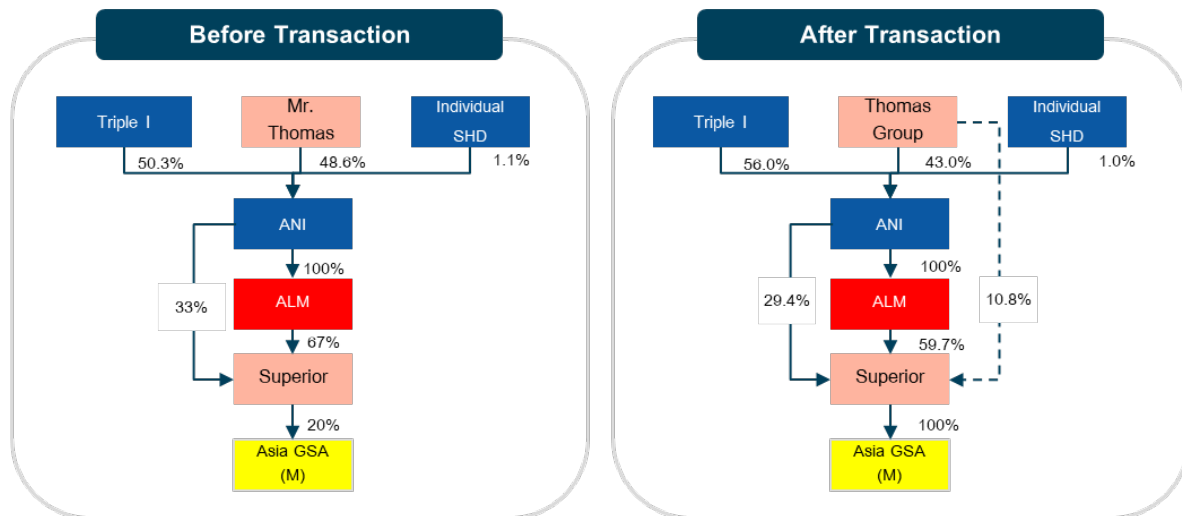 Before Transaction
Triple I
Mr.
Thomas
Individual
SHD
50.3%
48.6%
1.1%
ANI
100%
33%
ALM
67%
Superior
20%
Asia GSA
(M)
After Transaction
Triple I
Thomas
Group
Individual
SHD
56.0%
43.0%
1.0%
ANI
100%
29.4%
ALM
10.8%
59.7%
Superior
100%
Asia GSA
(M)